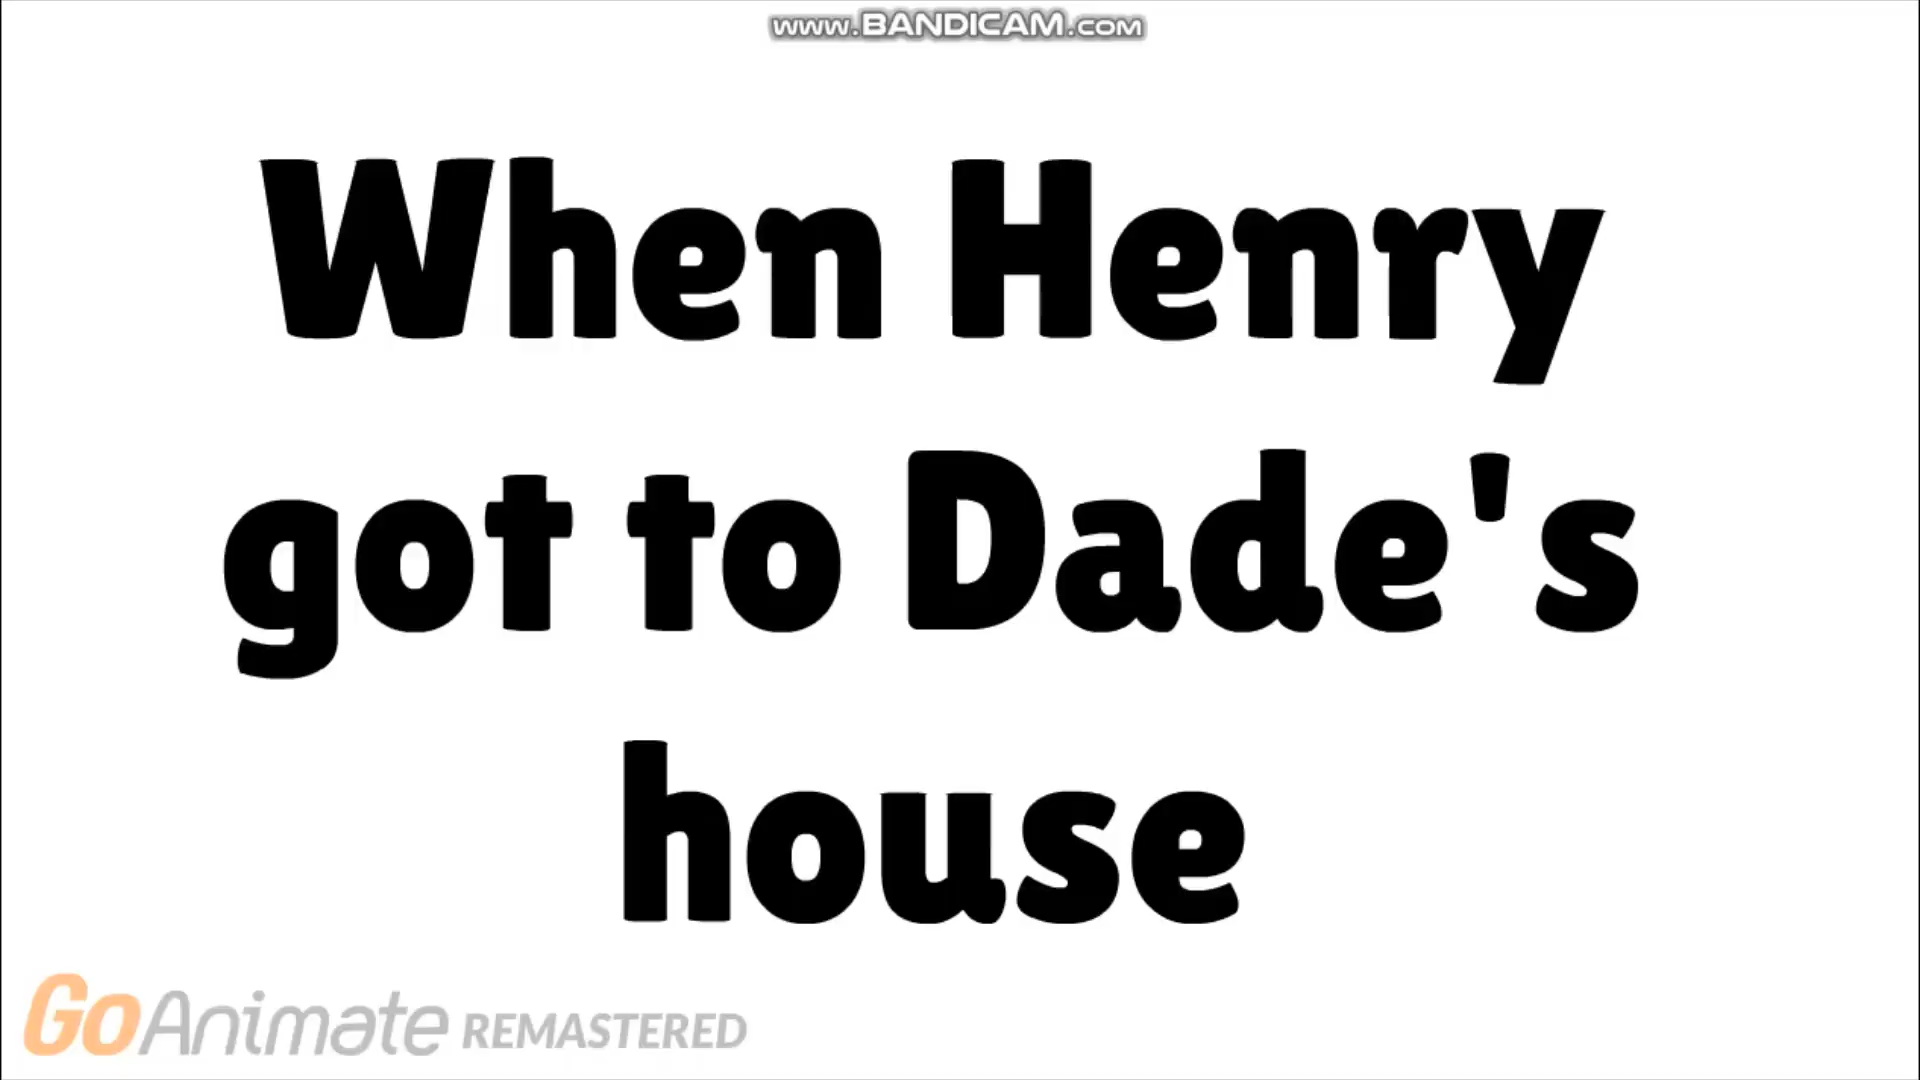 www.BANDICAM.com
When Henry
got to Dade's
house
GoAnimate REMASTERED